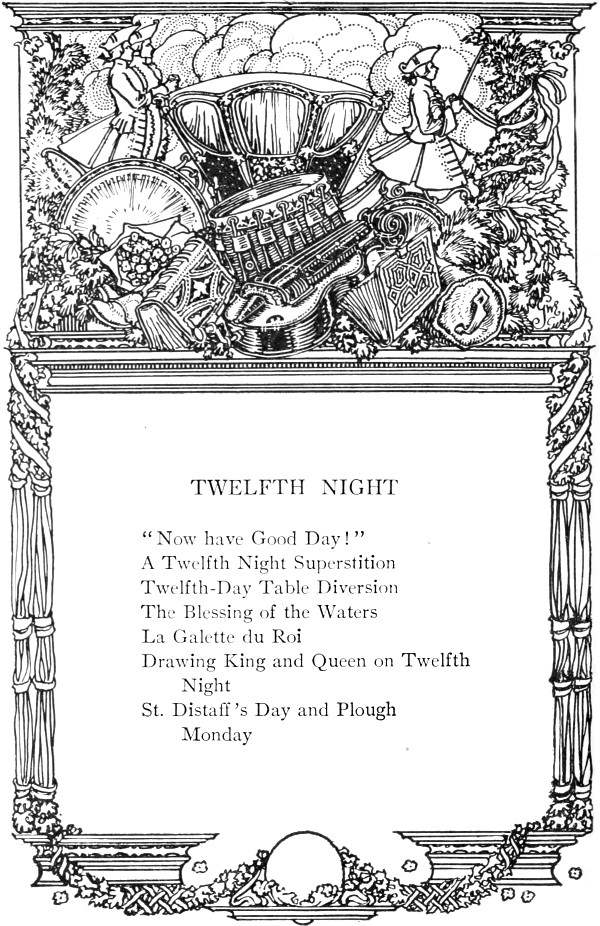 TWELFTH NIGHT
"Now have Good Day!"
A Twelfth Night Superstition
Twelfth-Day Table Diversion
The Blessing of the Waters
La Galette du Roi
Drawing King and Queen on Twelfth
Night
St. Distaff's Day and Plough
Monday